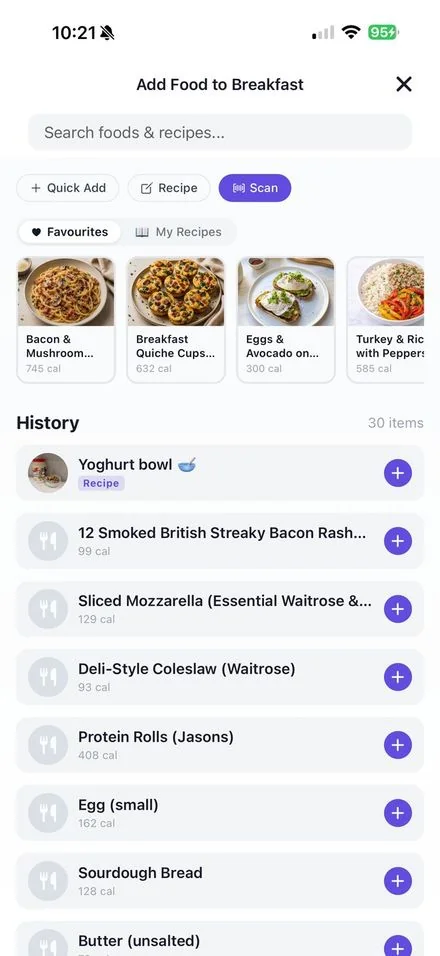 10:21
95
Add Food to Breakfast
Search foods & recipes...
Quick Add
Recipe
Scan
Favourites
My Recipes
Bacon &
Mushroom...
745 cal
Breakfast
Quiche Cups...
632 cal
Eggs &
Avocado on...
300 cal
Turkey & Ric
with Peppers
585 cal
History
30 items
Yoghurt bowl 🥣
Recipe
12 Smoked British Streaky Bacon Rash...
99 cal
Sliced Mozzarella (Essential Waitrose &...
129 cal
Deli-Style Coleslaw (Waitrose)
93 cal
Protein Rolls (Jasons)
408 cal
Egg (small)
162 cal
Sourdough Bread
128 cal
Butter (unsalted)